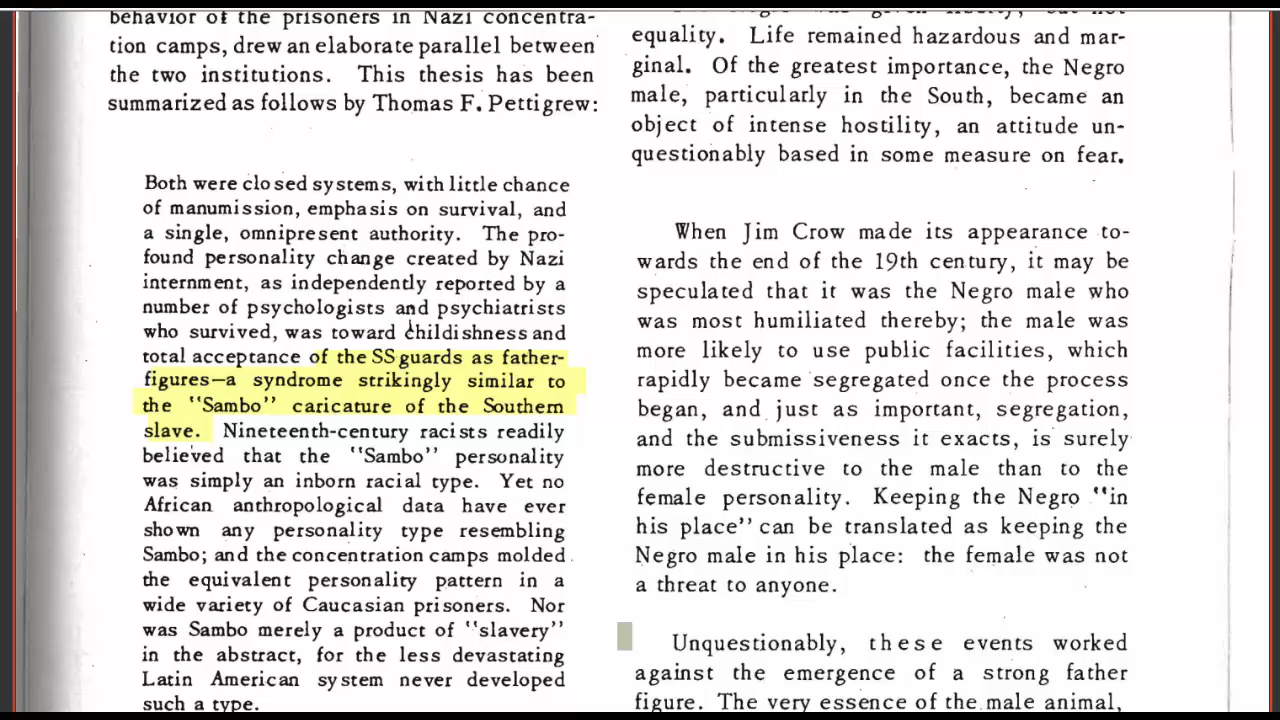 behavior of the prisoners in Nazi concentra-
tion camps, drew an elaborate parallel between
the two institutions. This thesis has been
summarized as follows by Thomas F. Pettigrew:
Both were closed systems, with little chance
of manumission, emphasis on survival, and
a single, omnipresent authority. The pro-
found personality change created by Nazi
internment, as independently reported by a
number of psychologists and psychiatrists
who survived, was toward childishness and
total acceptance of the SS guards as father-
figures—a syndrome strikingly similar to
the "Sambo" caricature of the Southern
slave. Nineteenth-century racists readily
believed that the "Sambo" personality
was simply an inborn racial type. Yet no
African anthropological data have ever
shown any personality type resembling
Sambo; and the concentration camps molded
the equivalent personality pattern in a
wide variety of Caucasian prisoners. Nor
was Sambo merely a product of "slavery"
in the abstract, for the less devastating
Latin American system never developed
such a type.
equality. Life remained hazardous and mar-
ginal. Of the greatest importance, the Negro
male, particularly in the South, became an
object of intense hostility, an attitude un-
questionably based in some measure on fear.
When Jim Crow made its appearance to-
wards the end of the 19th century, it may be
speculated that it was the Negro male who
was most humiliated thereby; the male was
more likely to use public facilities, which
rapidly became segregated once the process
began, and just as important, segregation,
and the submissiveness it exacts, is surely
more destructive to the male than to the
female personality. Keeping the Negro "in
his place" can be translated as keeping the
Negro male in his place: the female was not
a threat to anyone.
Unquestionably, these events worked
against the emergence of a strong father
figure. The very essence of the male animal,